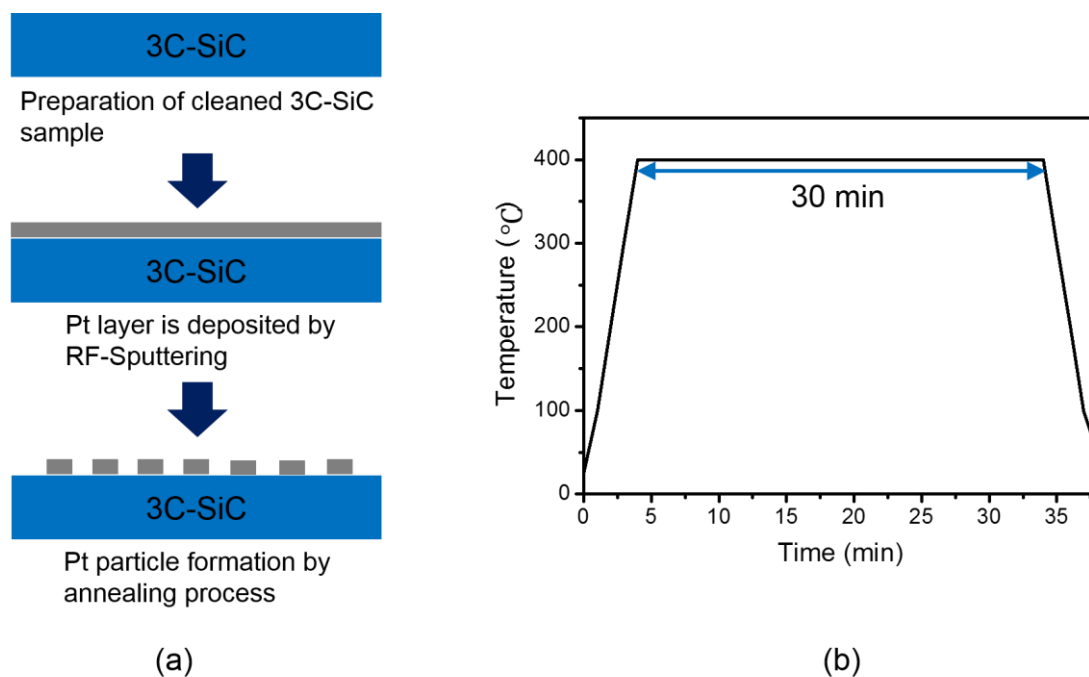 3C-SiC
Preparation of cleaned 3C-SiC
sample
3C-SiC
Pt layer is deposited by
RF-Sputtering
3C-SiC
Pt particle formation by
annealing process
(a)
Temperature (℃)
400
300
200
100
0
30 min
0 5 10 15 20 25 30 35
Time (min)
(b)